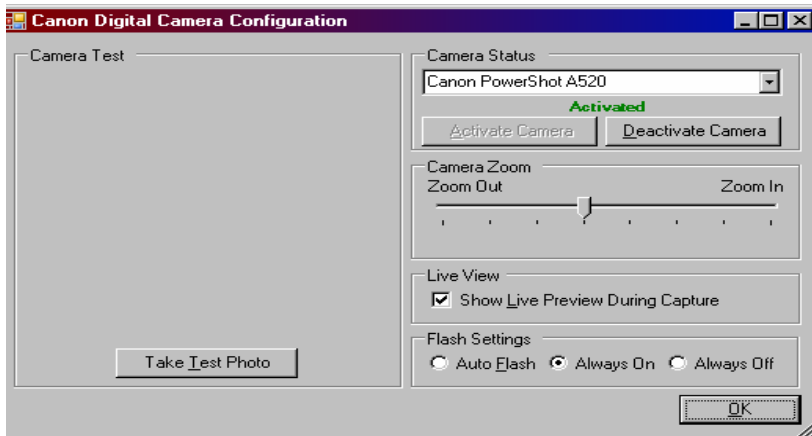 Canon Digital Camera Configuration
Camera Test
Take Test Photo
Camera Status
Canon PowerShot A520
Activated
Activate Camera Deactivate Camera
Camera Zoom
Zoom Out Zoom In
Live View
Show Live Preview During Capture
Flash Settings
Auto Flash Always On Always Off
OK